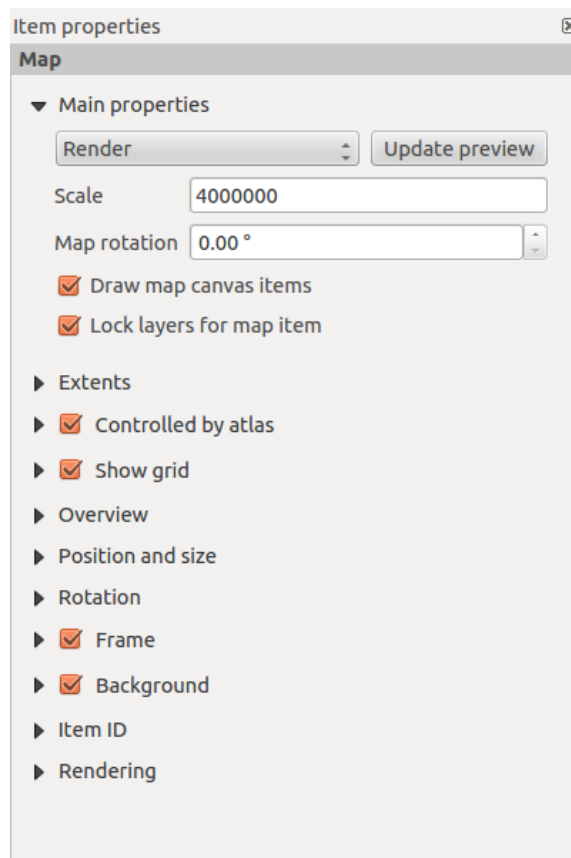 Item properties
Map
Main properties
Render Update preview
Scale 4000000
Map rotation 0.00 °
Draw map canvas items
Lock layers for map item
Extents
Controlled by atlas
Show grid
Overview
Position and size
Rotation
Frame
Background
Item ID
Rendering